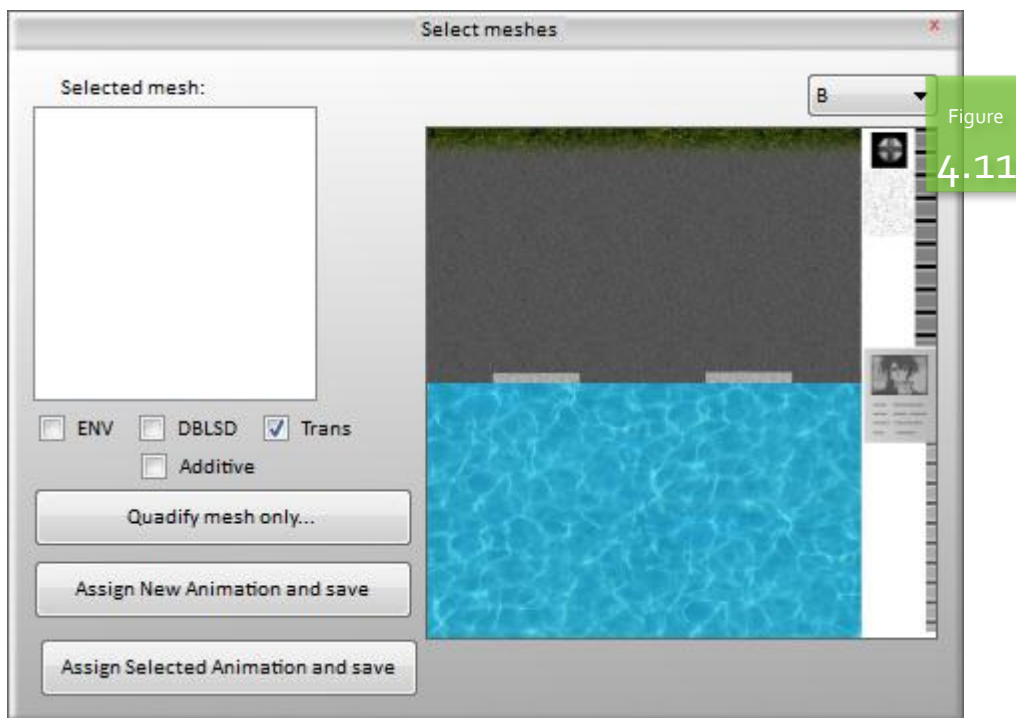 Select meshes
x
Selected mesh:
B
Figure
4.11
ENV
DBLSD
Trans
Additive
Quadify mesh only...
Assign New Animation and save
Assign Selected Animation and save